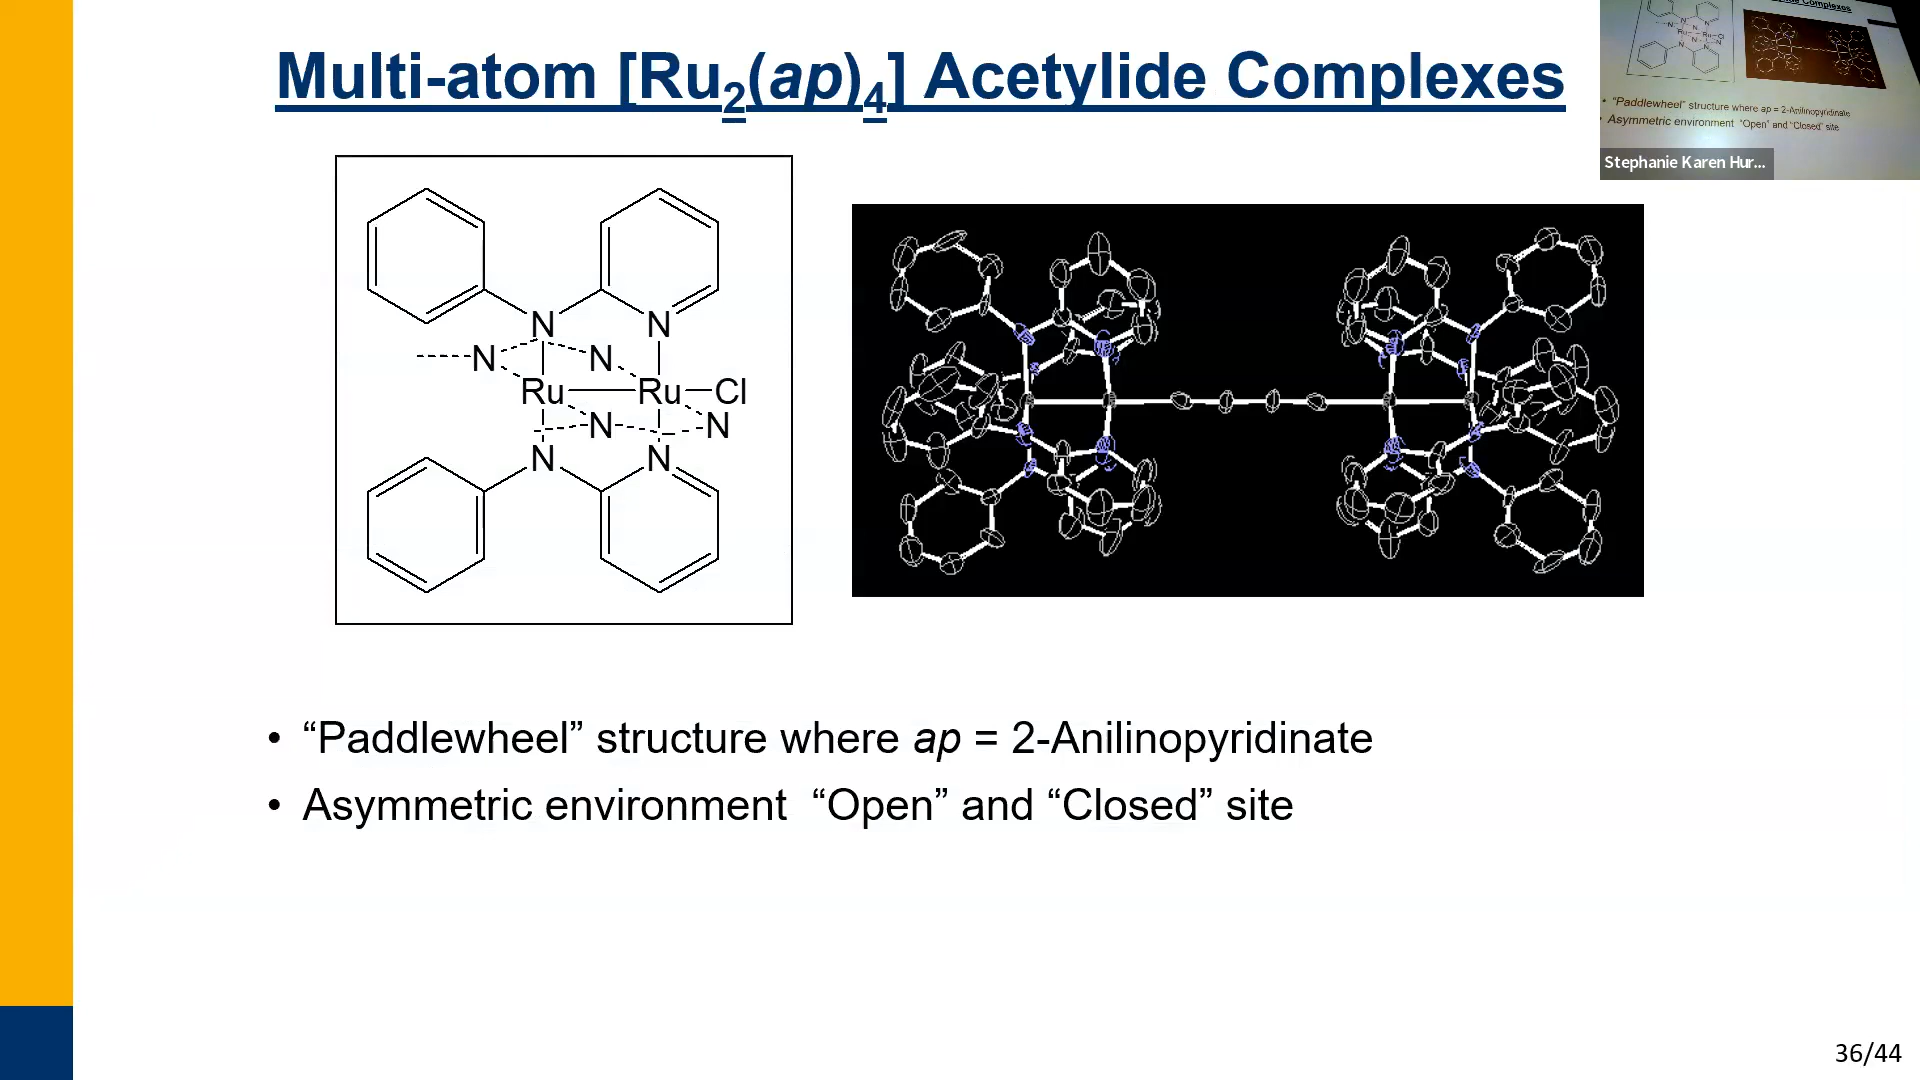 Multi-atom [Ru2(ap)4] Acetylide Complexes
N N
N N
Ru Ru Cl
N N
N N
• “Paddlewheel” structure where ap = 2-Anilinopyridinate
• Asymmetric environment “Open” and “Closed” site
Complexes
• “Paddlewheel” structure where ap = 2-Anilinopyridinate
Asymmetric environment “Open” and “Closed” site
Stephanie Karen Hur...
36/44